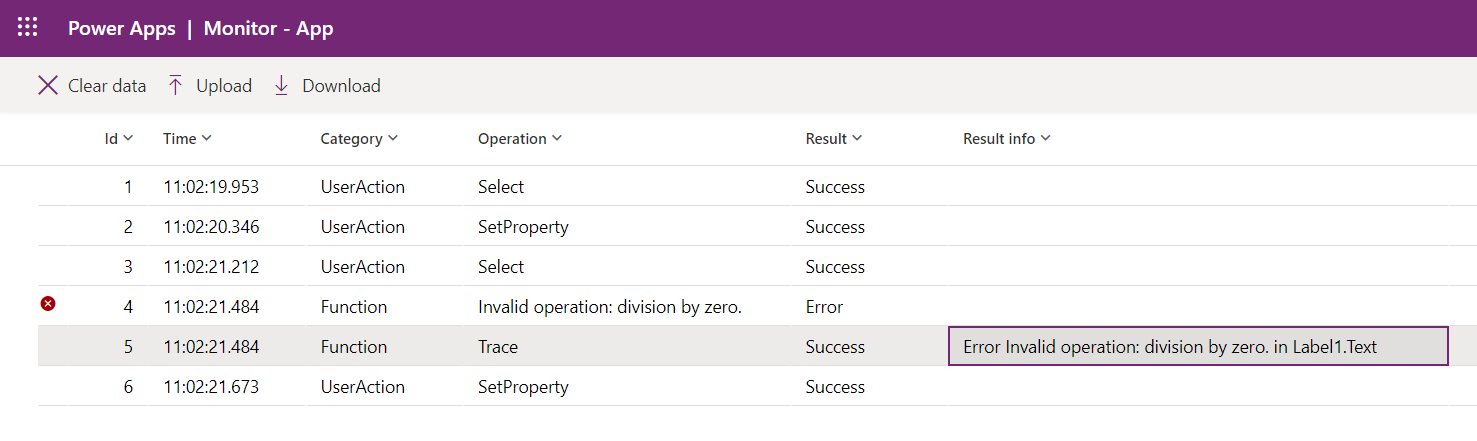 Power Apps | Monitor - App
Clear data Upload Download
Id Time Category Operation Result Result info
1 11:02:19.953 UserAction Select Success
2 11:02:20.346 UserAction SetProperty Success
3 11:02:21.212 UserAction Select Success
4 11:02:21.484 Function Invalid operation: division by zero. Error
5 11:02:21.484 Function Trace Success Error Invalid operation: division by zero. in Label1.Text
6 11:02:21.673 UserAction SetProperty Success